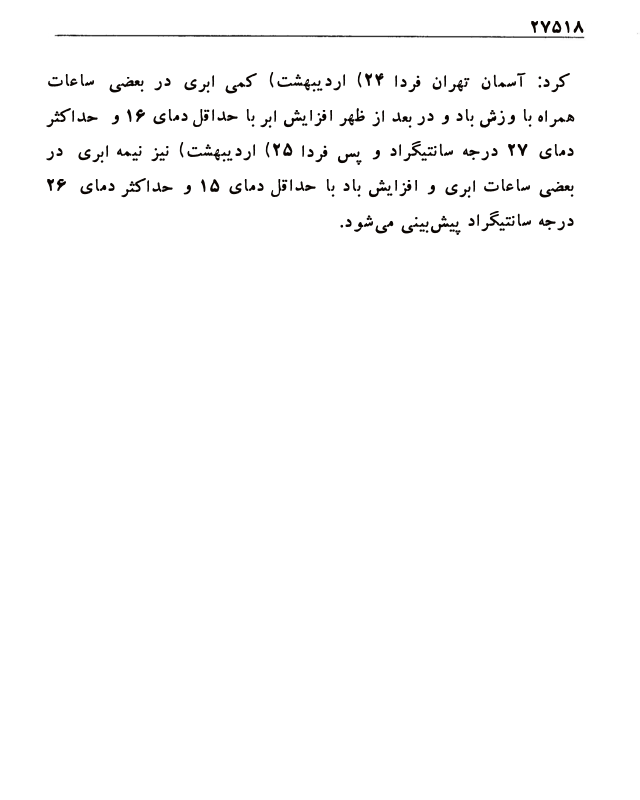 ۲۷۵۱۸
کرد: آسمان تهران فردا ۲۴) اردیبهشت) کمی ابری در بعضی ساعات
همراه با وزش باد و در بعد از ظهر افزایش ابر با حداقل دمای ۱۶ و حداکثر
دمای ۲۷ درجه سانتیگراد و پس فردا ۲۵) اردیبهشت) نیز نیمه ابری در
بعضی ساعات ابری و افزایش باد با حداقل دمای ۱۵ و حداکثر دمای ۲۶
درجه سانتیگراد پیش‌بینی می‌شود.